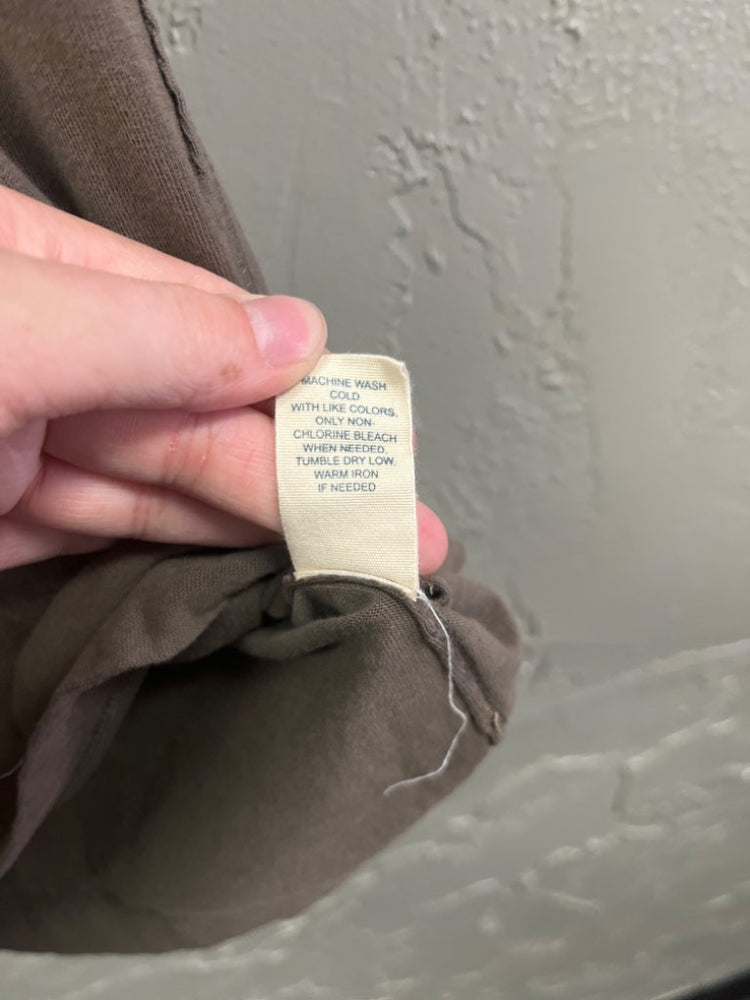 MACHINE WASH
COLD
WITH LIKE COLORS.
ONLY NON-
CHLORINE BLEACH
WHEN NEEDED.
TUMBLE DRY LOW.
WARM IRON
IF NEEDED